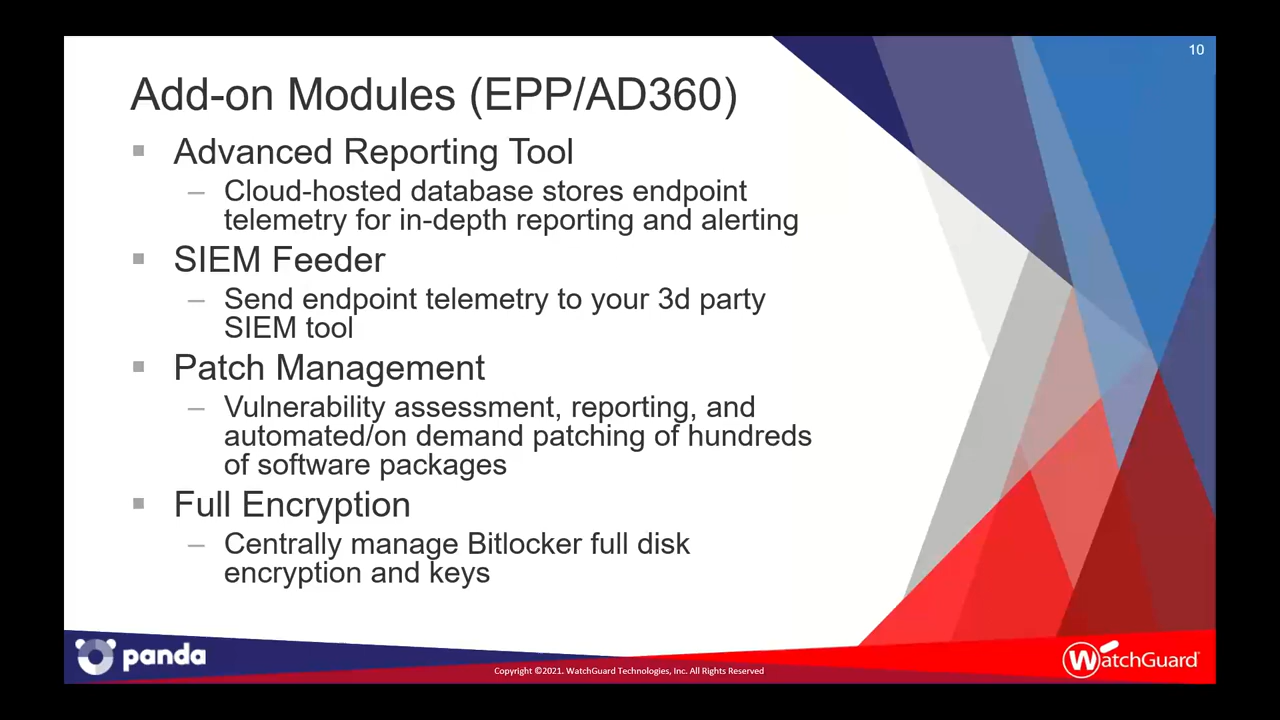 10
Add-on Modules (EPP/AD360)
▪ Advanced Reporting Tool
– Cloud-hosted database stores endpoint
telemetry for in-depth reporting and alerting
▪ SIEM Feeder
– Send endpoint telemetry to your 3d party
SIEM tool
▪ Patch Management
– Vulnerability assessment, reporting, and
automated/on demand patching of hundreds
of software packages
▪ Full Encryption
– Centrally manage Bitlocker full disk
encryption and keys
panda
Copyright ©2021. WatchGuard Technologies, Inc. All Rights Reserved
WatchGuard